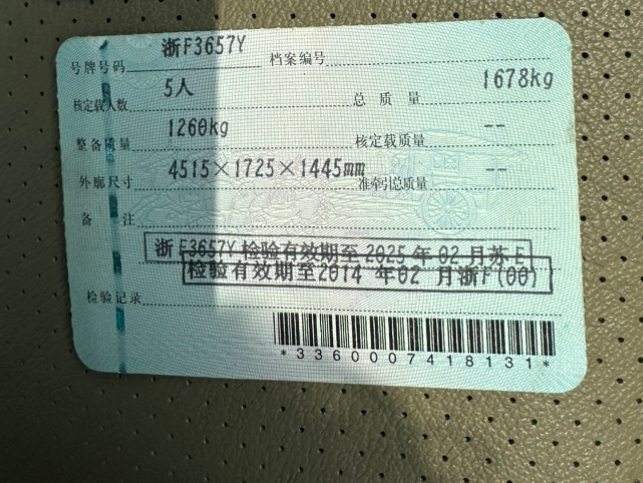 号牌号码 浙F3657Y 档案编号
核定载人数 5人 总质量 1678kg
整备质量 1260kg 核定载质量 --
外廓尺寸 4515×1725×1445mm 准牵引总质量 --
备注
浙F3657Y检验有效期至2025年02月苏E
检验有效期至2014年02月浙F(00)
检验记录
*3360007418131*